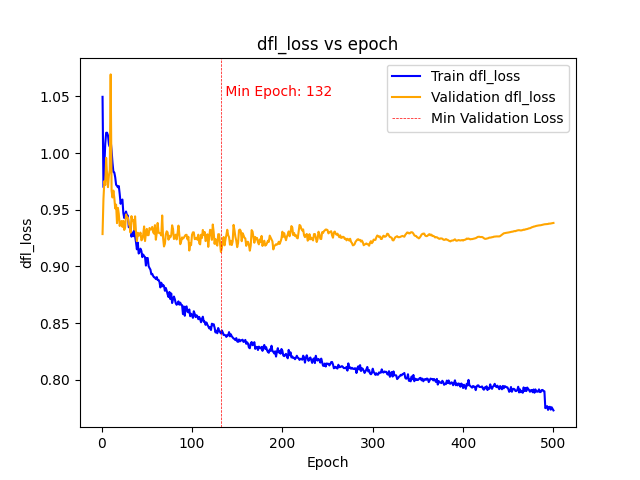 dfl_loss vs epoch
Train dfl_loss
Validation dfl_loss
Min Validation Loss
Min Epoch: 132
dfl_loss
1.05
1.00
0.95
0.90
0.85
0.80
0
100
200
300
400
500
Epoch